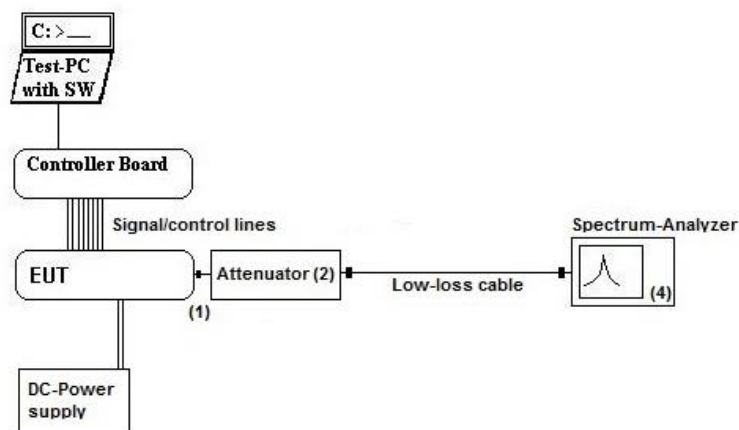 C: >__
Test-PC
with SW
Controller Board
Signal/control lines
Spectrum-Analyzer
EUT
Attenuator (2)
Low-loss cable
(4)
(1)
DC-Power
supply